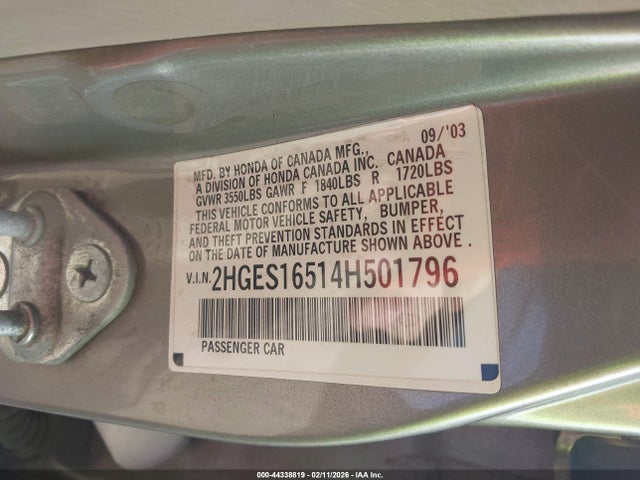 09/'03
MFD. BY HONDA OF CANADA MFG.,
A DIVISION OF HONDA CANADA INC. CANADA
GVWR 3550LBS GAWR F 1840LBS R 1720LBS
THIS VEHICLE CONFORMS TO ALL APPLICABLE
FEDERAL MOTOR VEHICLE SAFETY, BUMPER,
AND THEFT PREVENTION STANDARDS IN EFFECT
ON THE DATE OF MANUFACTURE SHOWN ABOVE.
V.I.N. 2HGES16514H501796
PASSENGER CAR
000-44338819 - 02/11/2026 - IAA Inc.